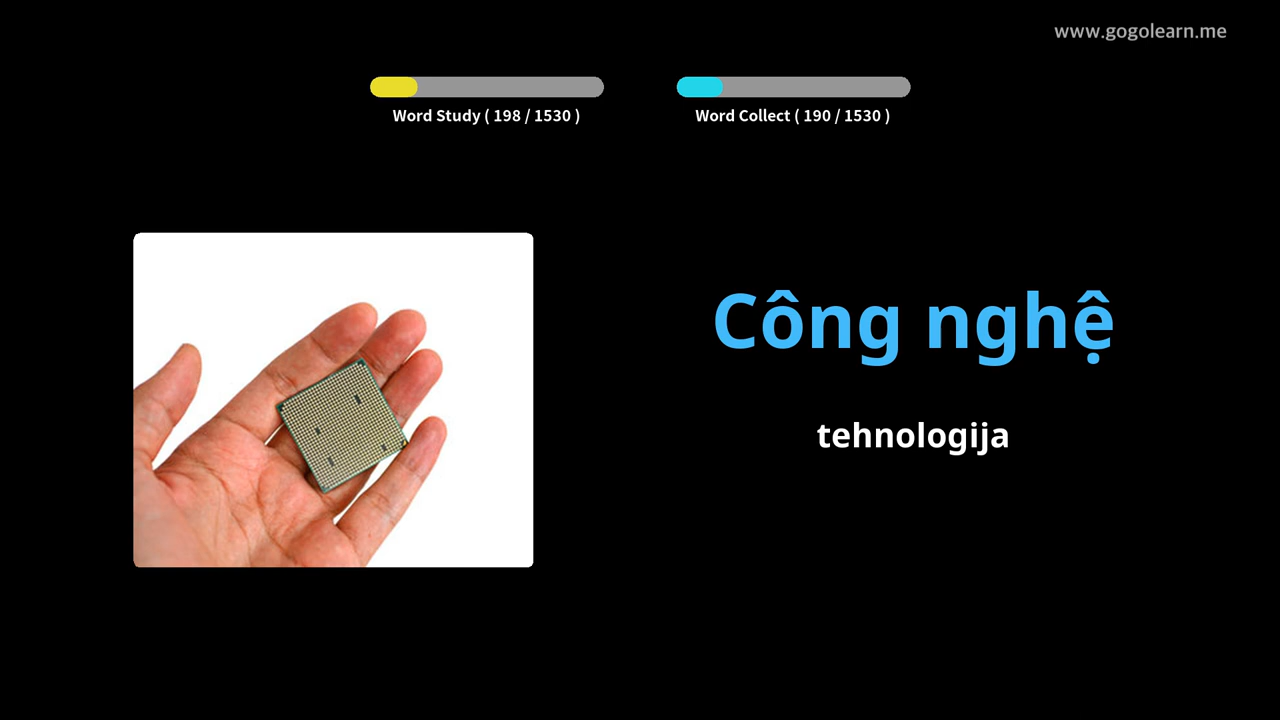 www.gogolearn.me
Word Study ( 198 / 1530 )
Word Collect ( 190 / 1530 )
Công nghệ
tehnologija